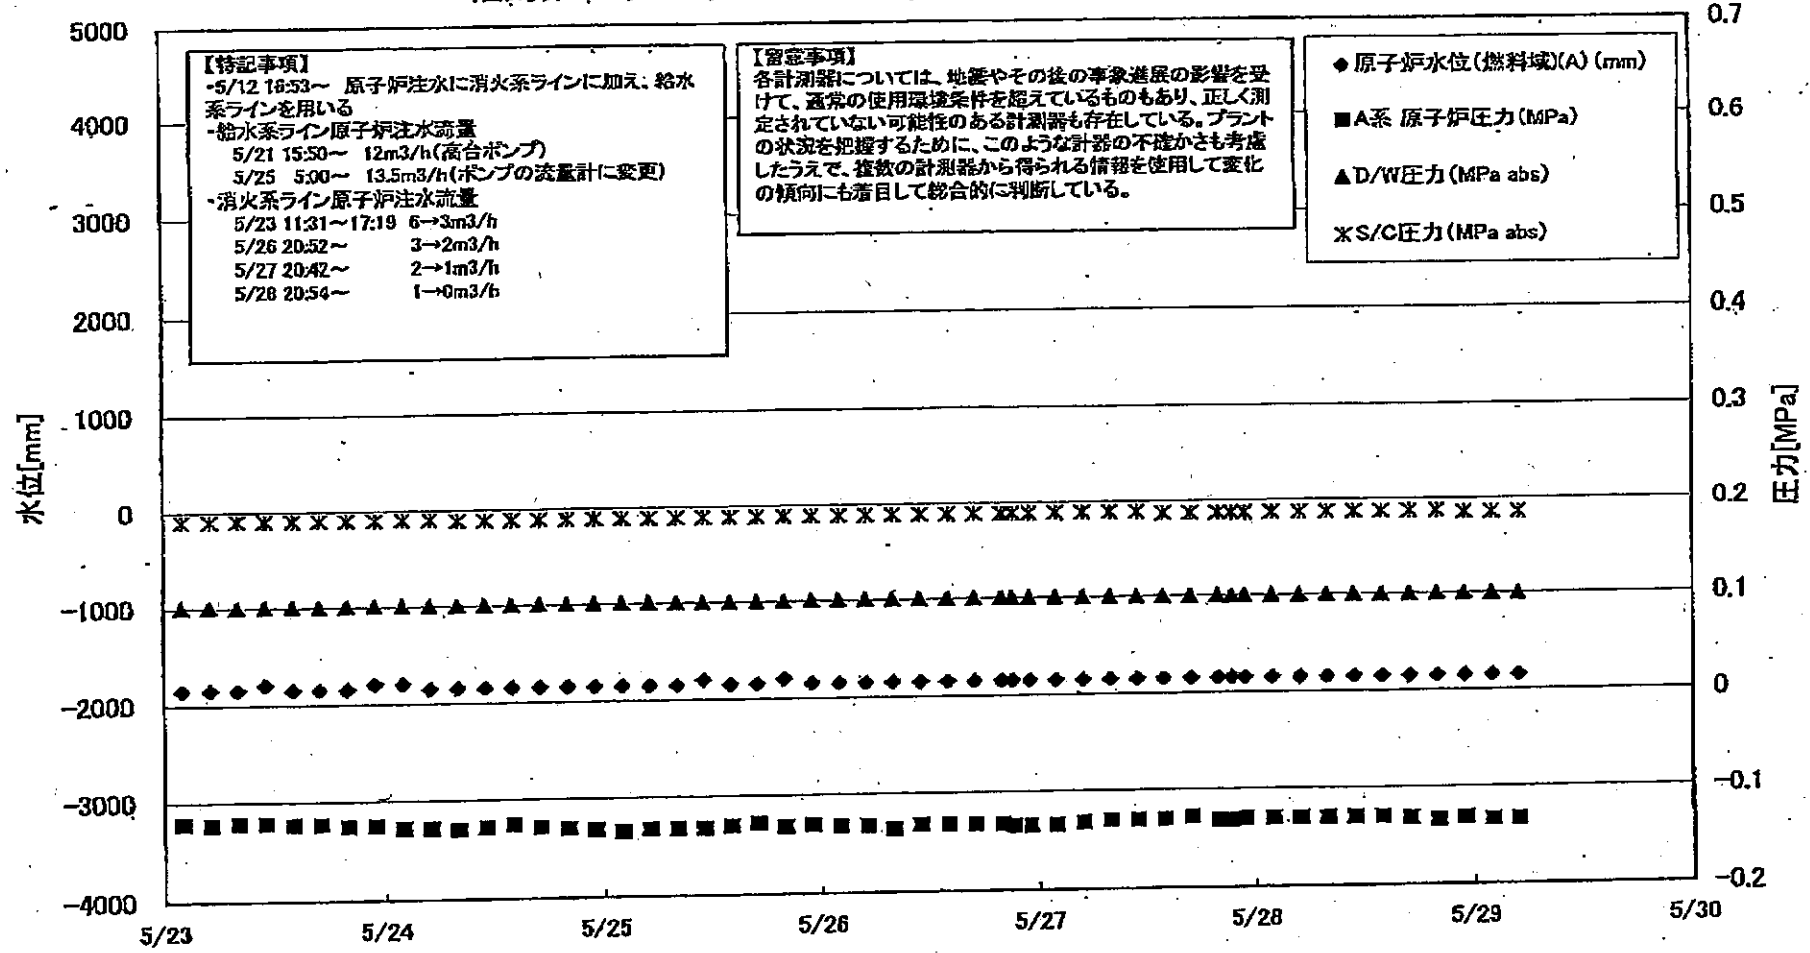 【特記事項】
・5/12 16:53～ 原子炉注水に消火系ラインに加え、給水
系ラインを用いる
・給水系ライン原子炉注水流量
5/21 15:50～ 12m3/h(高台ポンプ)
5/25 5:00～ 13.5m3/h(ポンプの流量計に変更)
・消火系ライン原子炉注水流量
5/23 11:31～17:19 6→3m3/h
5/26 20:52～ 3→2m3/h
5/27 20:42～ 2→1m3/h
5/28 20:54～ 1→0m3/h
【留意事項】
各計測器については、地震やその後の事象進展の影響を受
けて、通常の使用環境条件を超えているものもあり、正しく測
定されていない可能性のある計測器も存在している。プラント
の状況を把握するために、このような計器の不確かさも考慮
したうえで、複数の計測器から得られる情報を使用して変化
の傾向にも着目して総合的に判断している。
◆原子炉水位(燃料域)(A)(mm)
■A系 原子炉圧力(MPa)
▲D/W圧力(MPa abs)
S/C圧力(MPa abs)
水位[mm]
5000
4000
3000
2000
1000
0
-1000
-2000
-3000
-4000
圧力[MPa]
0.7
0.6
0.5
0.4
0.3
0.2
0.1
0
-0.1
-0.2
5/23
5/24
5/25
5/26
5/27
5/28
5/29
5/30